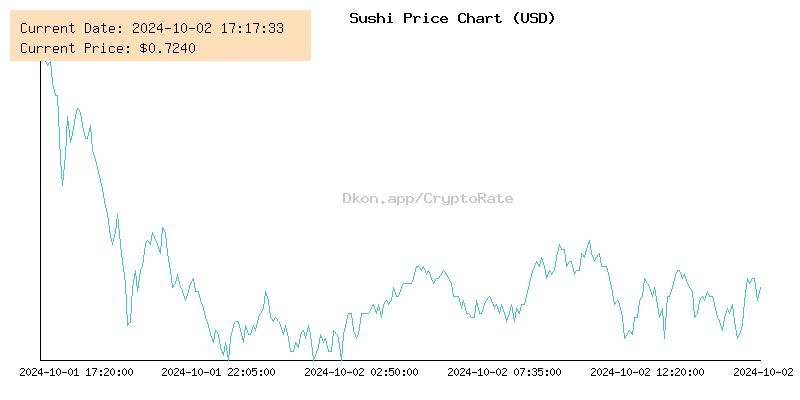 Sushi Price Chart (USD)
Current Date: 2024-10-02 17:17:33
Current Price: $0.7240
Dkon.app/CryptoRate
2024-10-01 17:20:00 2024-10-01 22:05:00 2024-10-02 02:50:00 2024-10-02 07:35:00 2024-10-02 12:20:00 2024-10-02